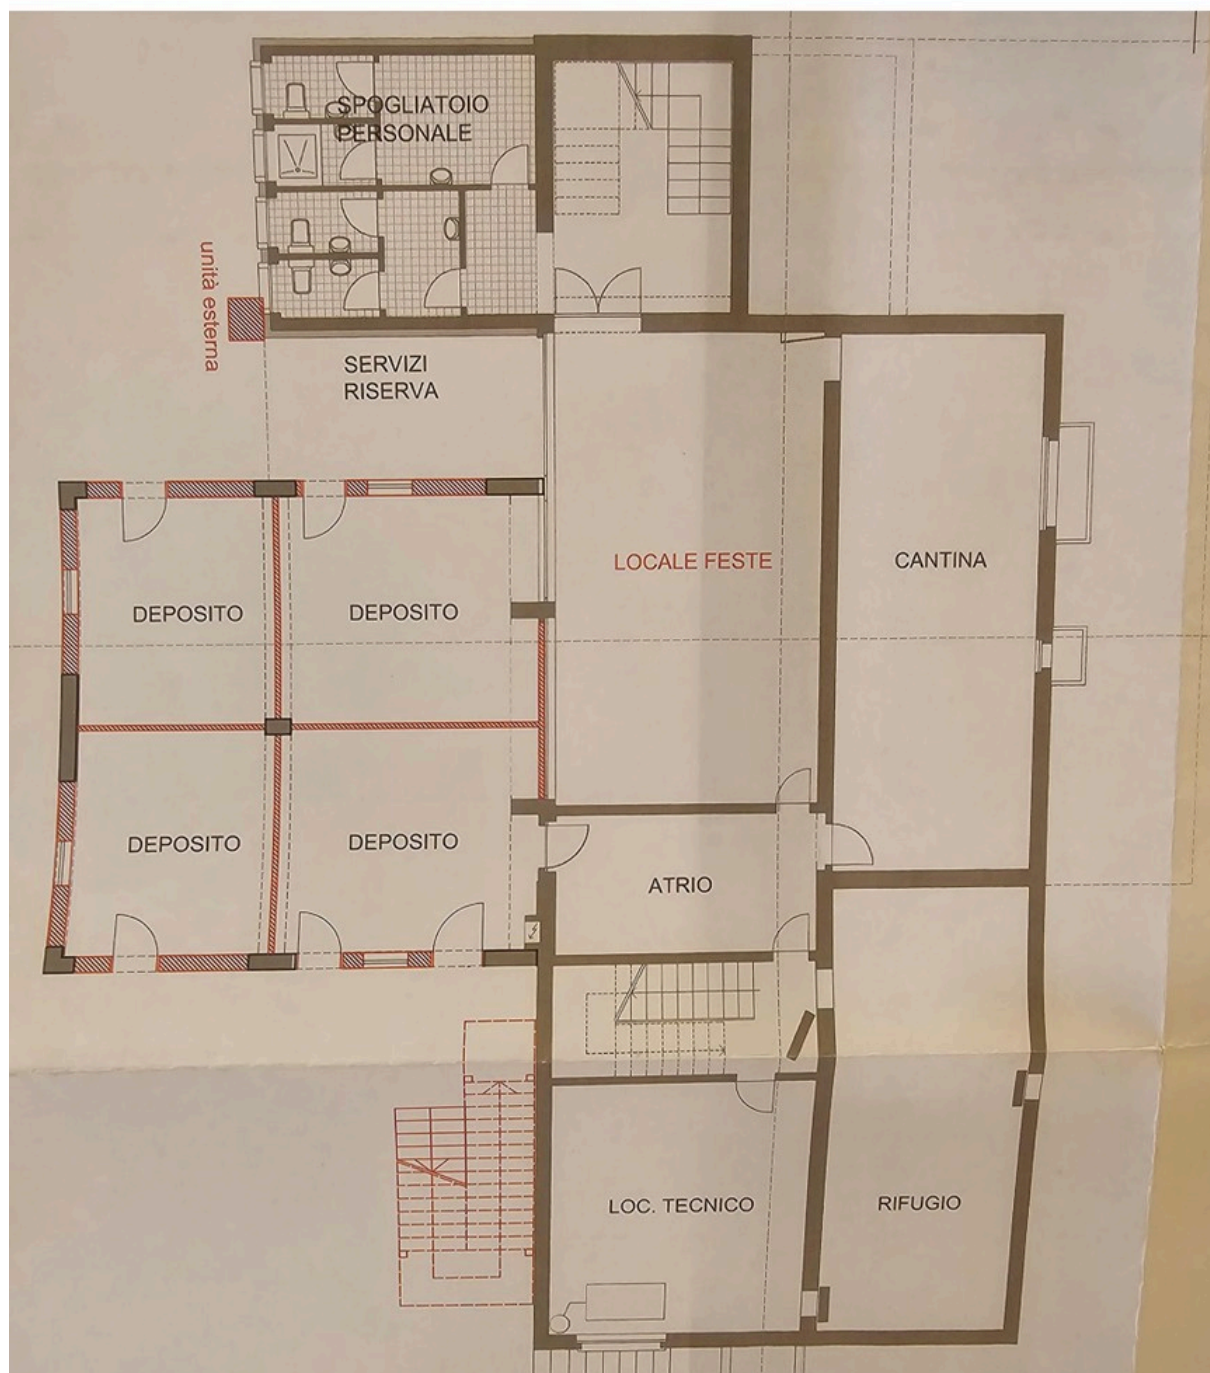 SPOGLIATOIO
PERSONALE
unità esterna
SERVIZI
RISERVA
LOCALE FESTE
CANTINA
DEPOSITO
DEPOSITO
DEPOSITO
DEPOSITO
ATRIO
LOC. TECNICO
RIFUGIO